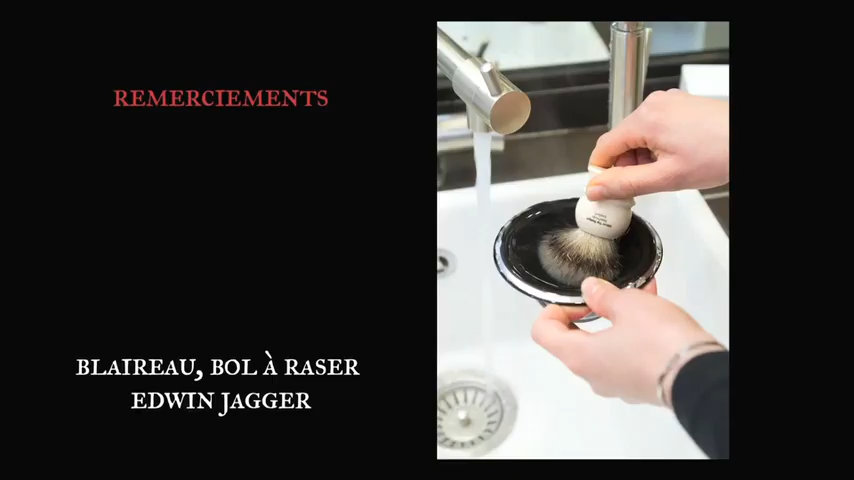 REMERCIEMENTS
BLAIREAU, BOL À RASER
EDWIN JAGGER